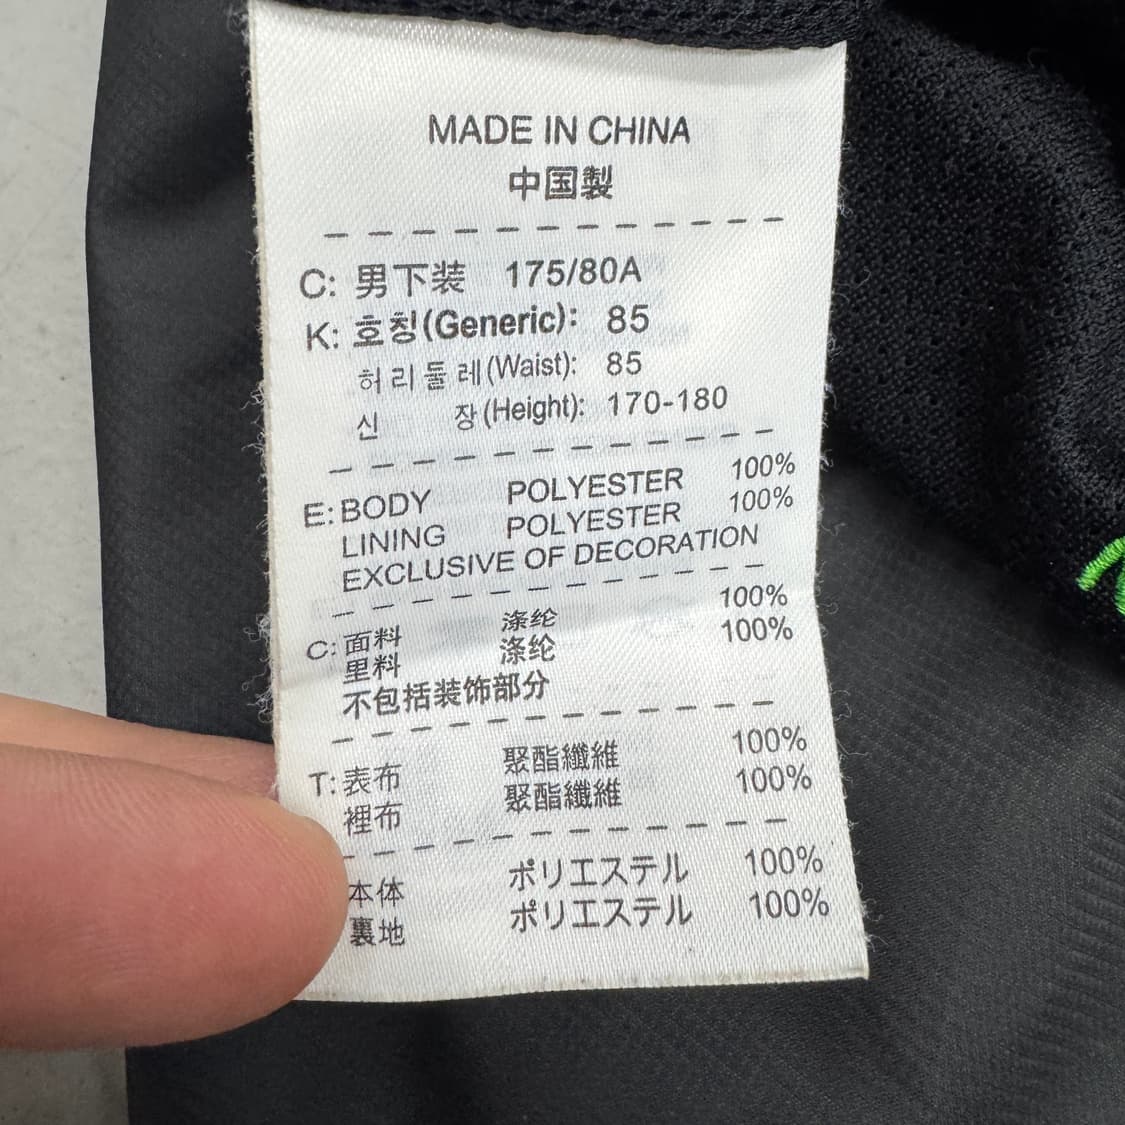 MADE IN CHINA
中国製
C: 男下装 175/80A
K: 호칭(Generic): 85
허리둘레(Waist): 85
신 장(Height): 170-180
E: BODY POLYESTER 100%
LINING POLYESTER 100%
EXCLUSIVE OF DECORATION
C: 面料 涤纶 100%
里料 涤纶 100%
不包括装饰部分
T: 表布 聚酯纖維 100%
裡布 聚酯纖維 100%
本体 ポリエステル 100%
裏地 ポリエステル 100%